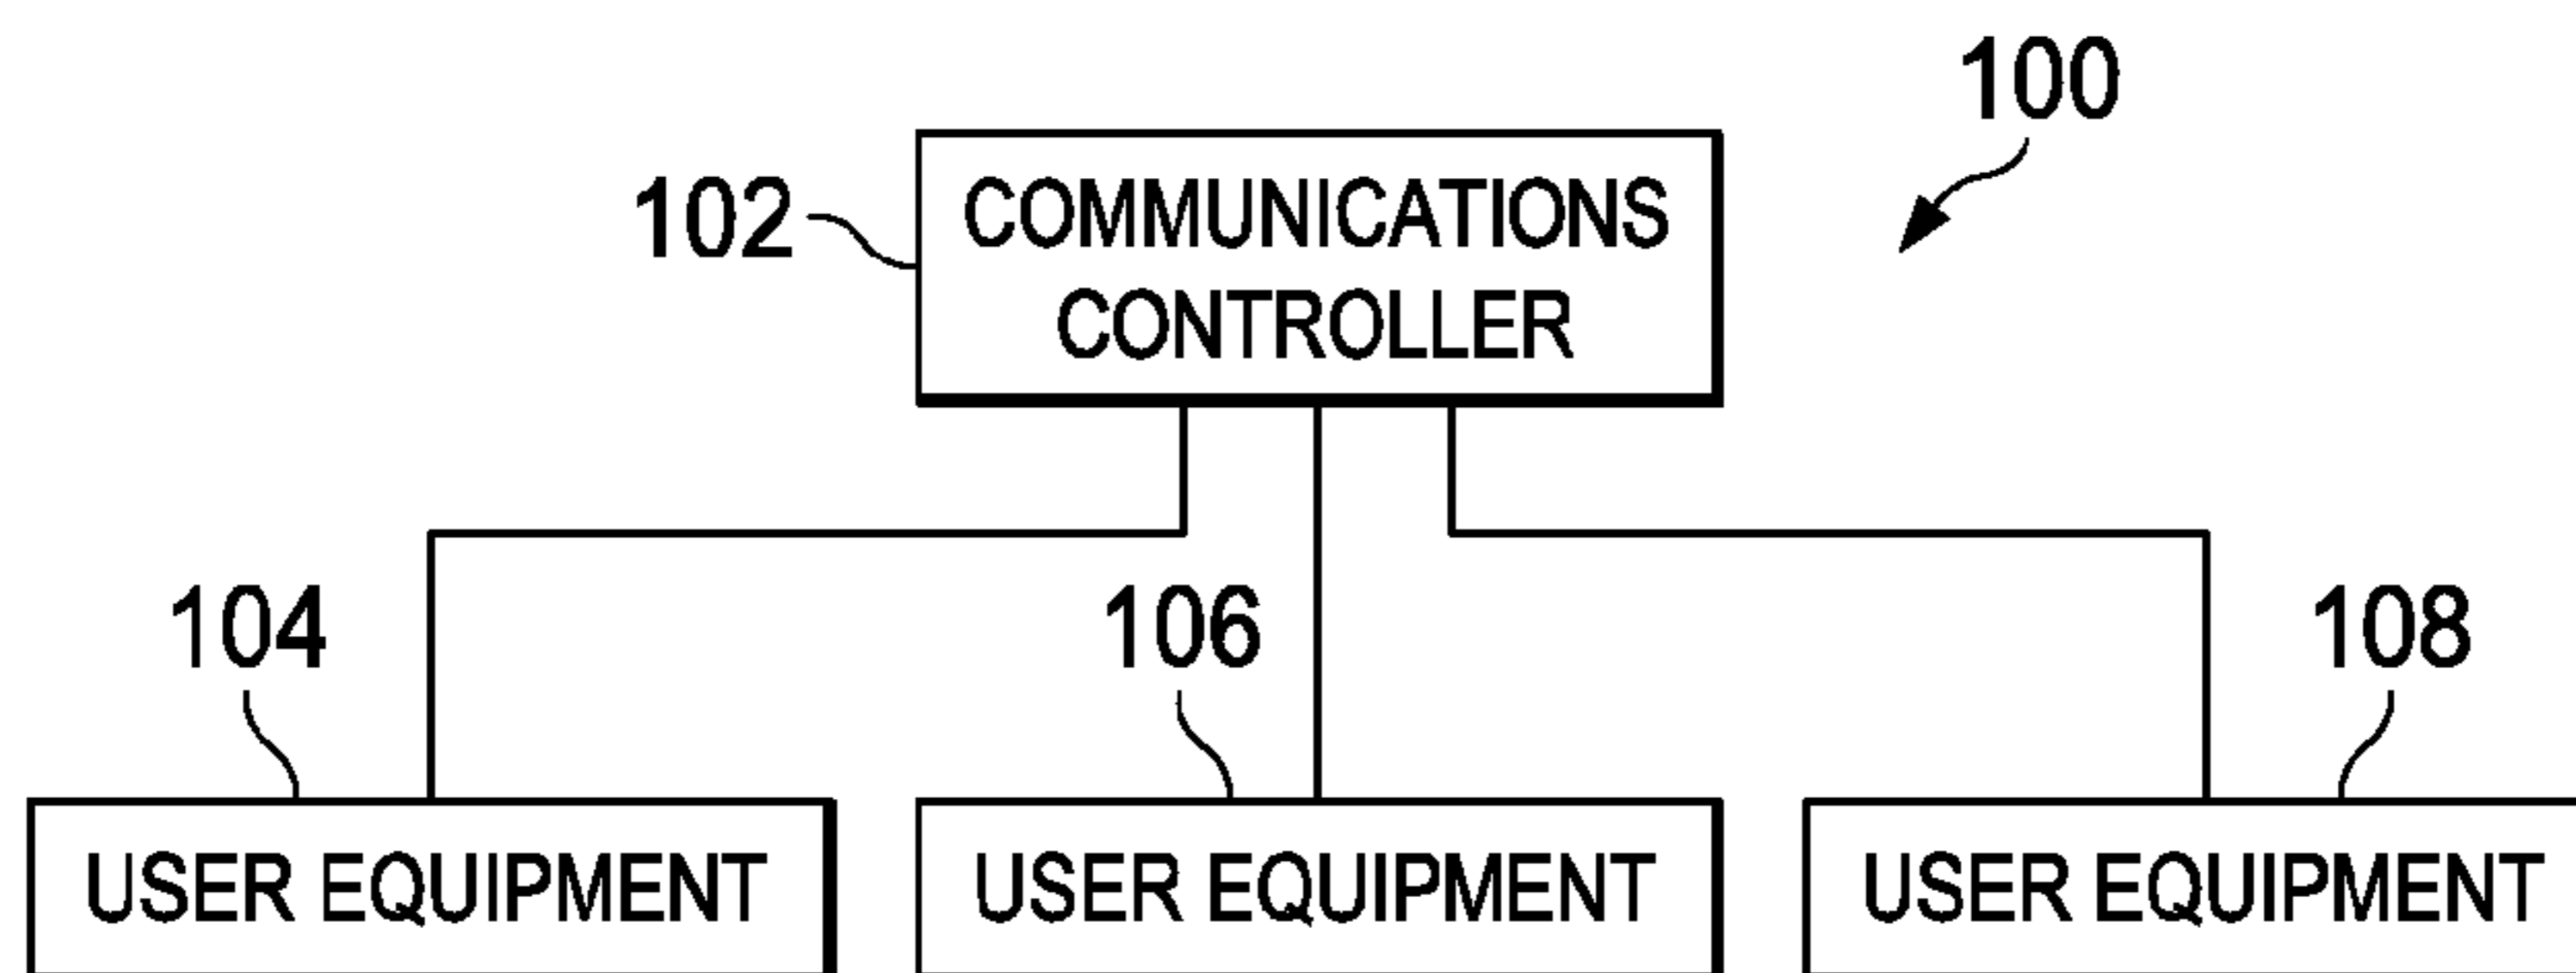 100
102
COMMUNICATIONS
CONTROLLER
104
106
108
USER EQUIPMENT
USER EQUIPMENT
USER EQUIPMENT